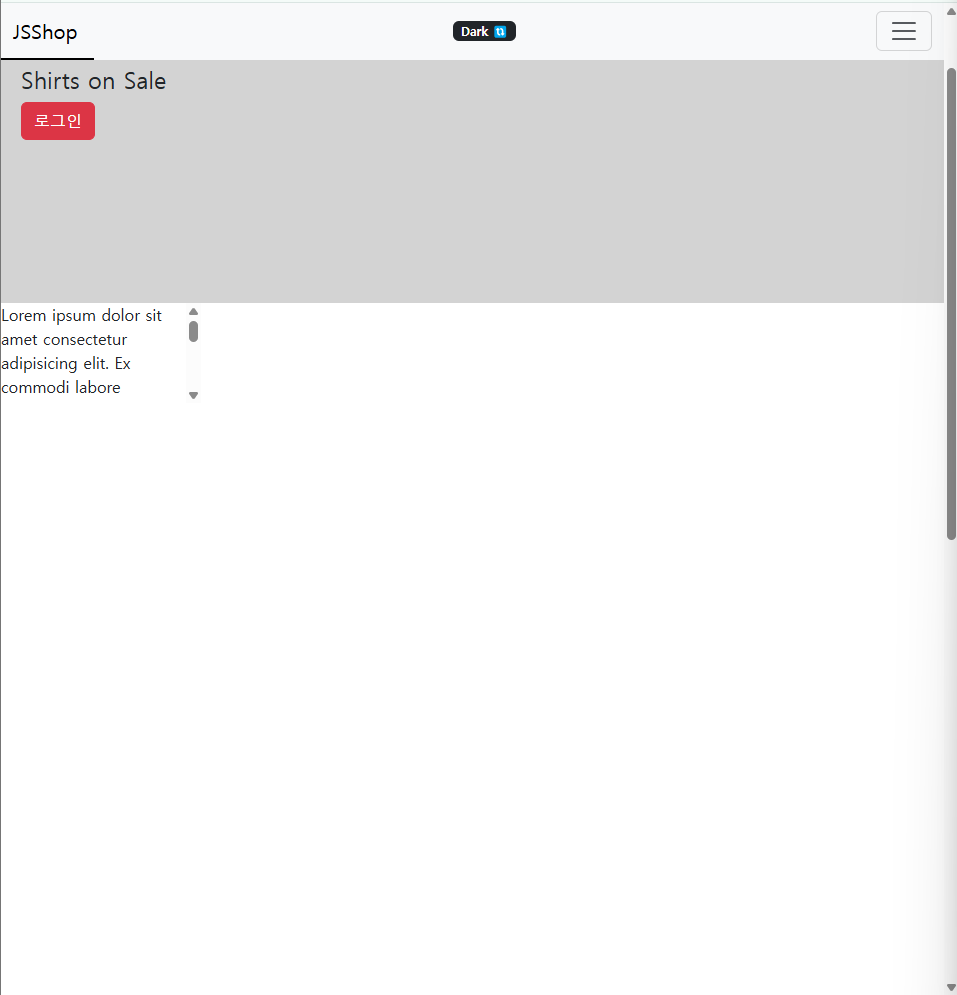 JSShop
Dark
Shirts on Sale
로그인
Lorem ipsum dolor sit
amet consectetur
adipisicing elit. Ex
commodi labore